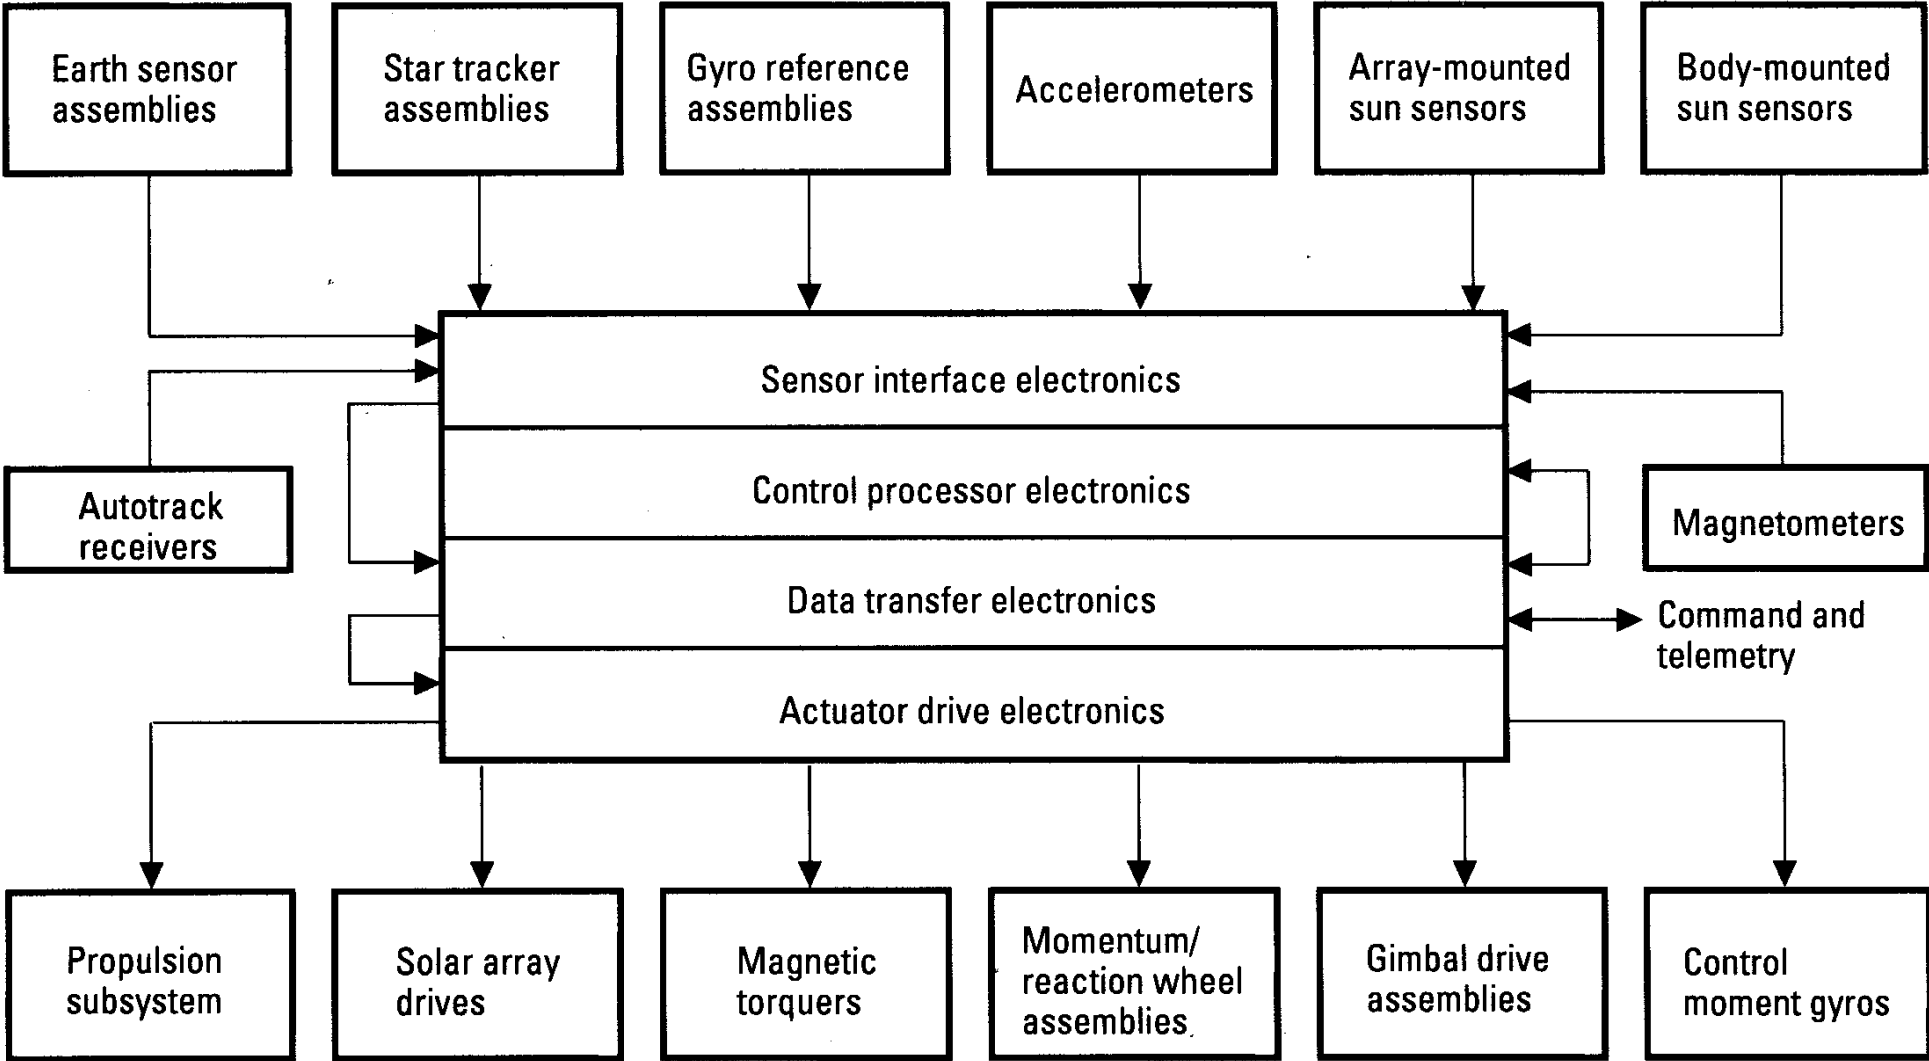 Earth sensor
assemblies
Star tracker
assemblies
Gyro reference
assemblies
Accelerometers
Array-mounted
sun sensors
Body-mounted
sun sensors
Sensor interface electronics
Control processor electronics
Autotrack
receivers
Magnetometers
Data transfer electronics
Command and
telemetry
Actuator drive electronics
Propulsion
subsystem
Solar array
drives
Magnetic
torquers
Momentum/
reaction wheel
assemblies
Gimbal drive
assemblies
Control
moment gyros